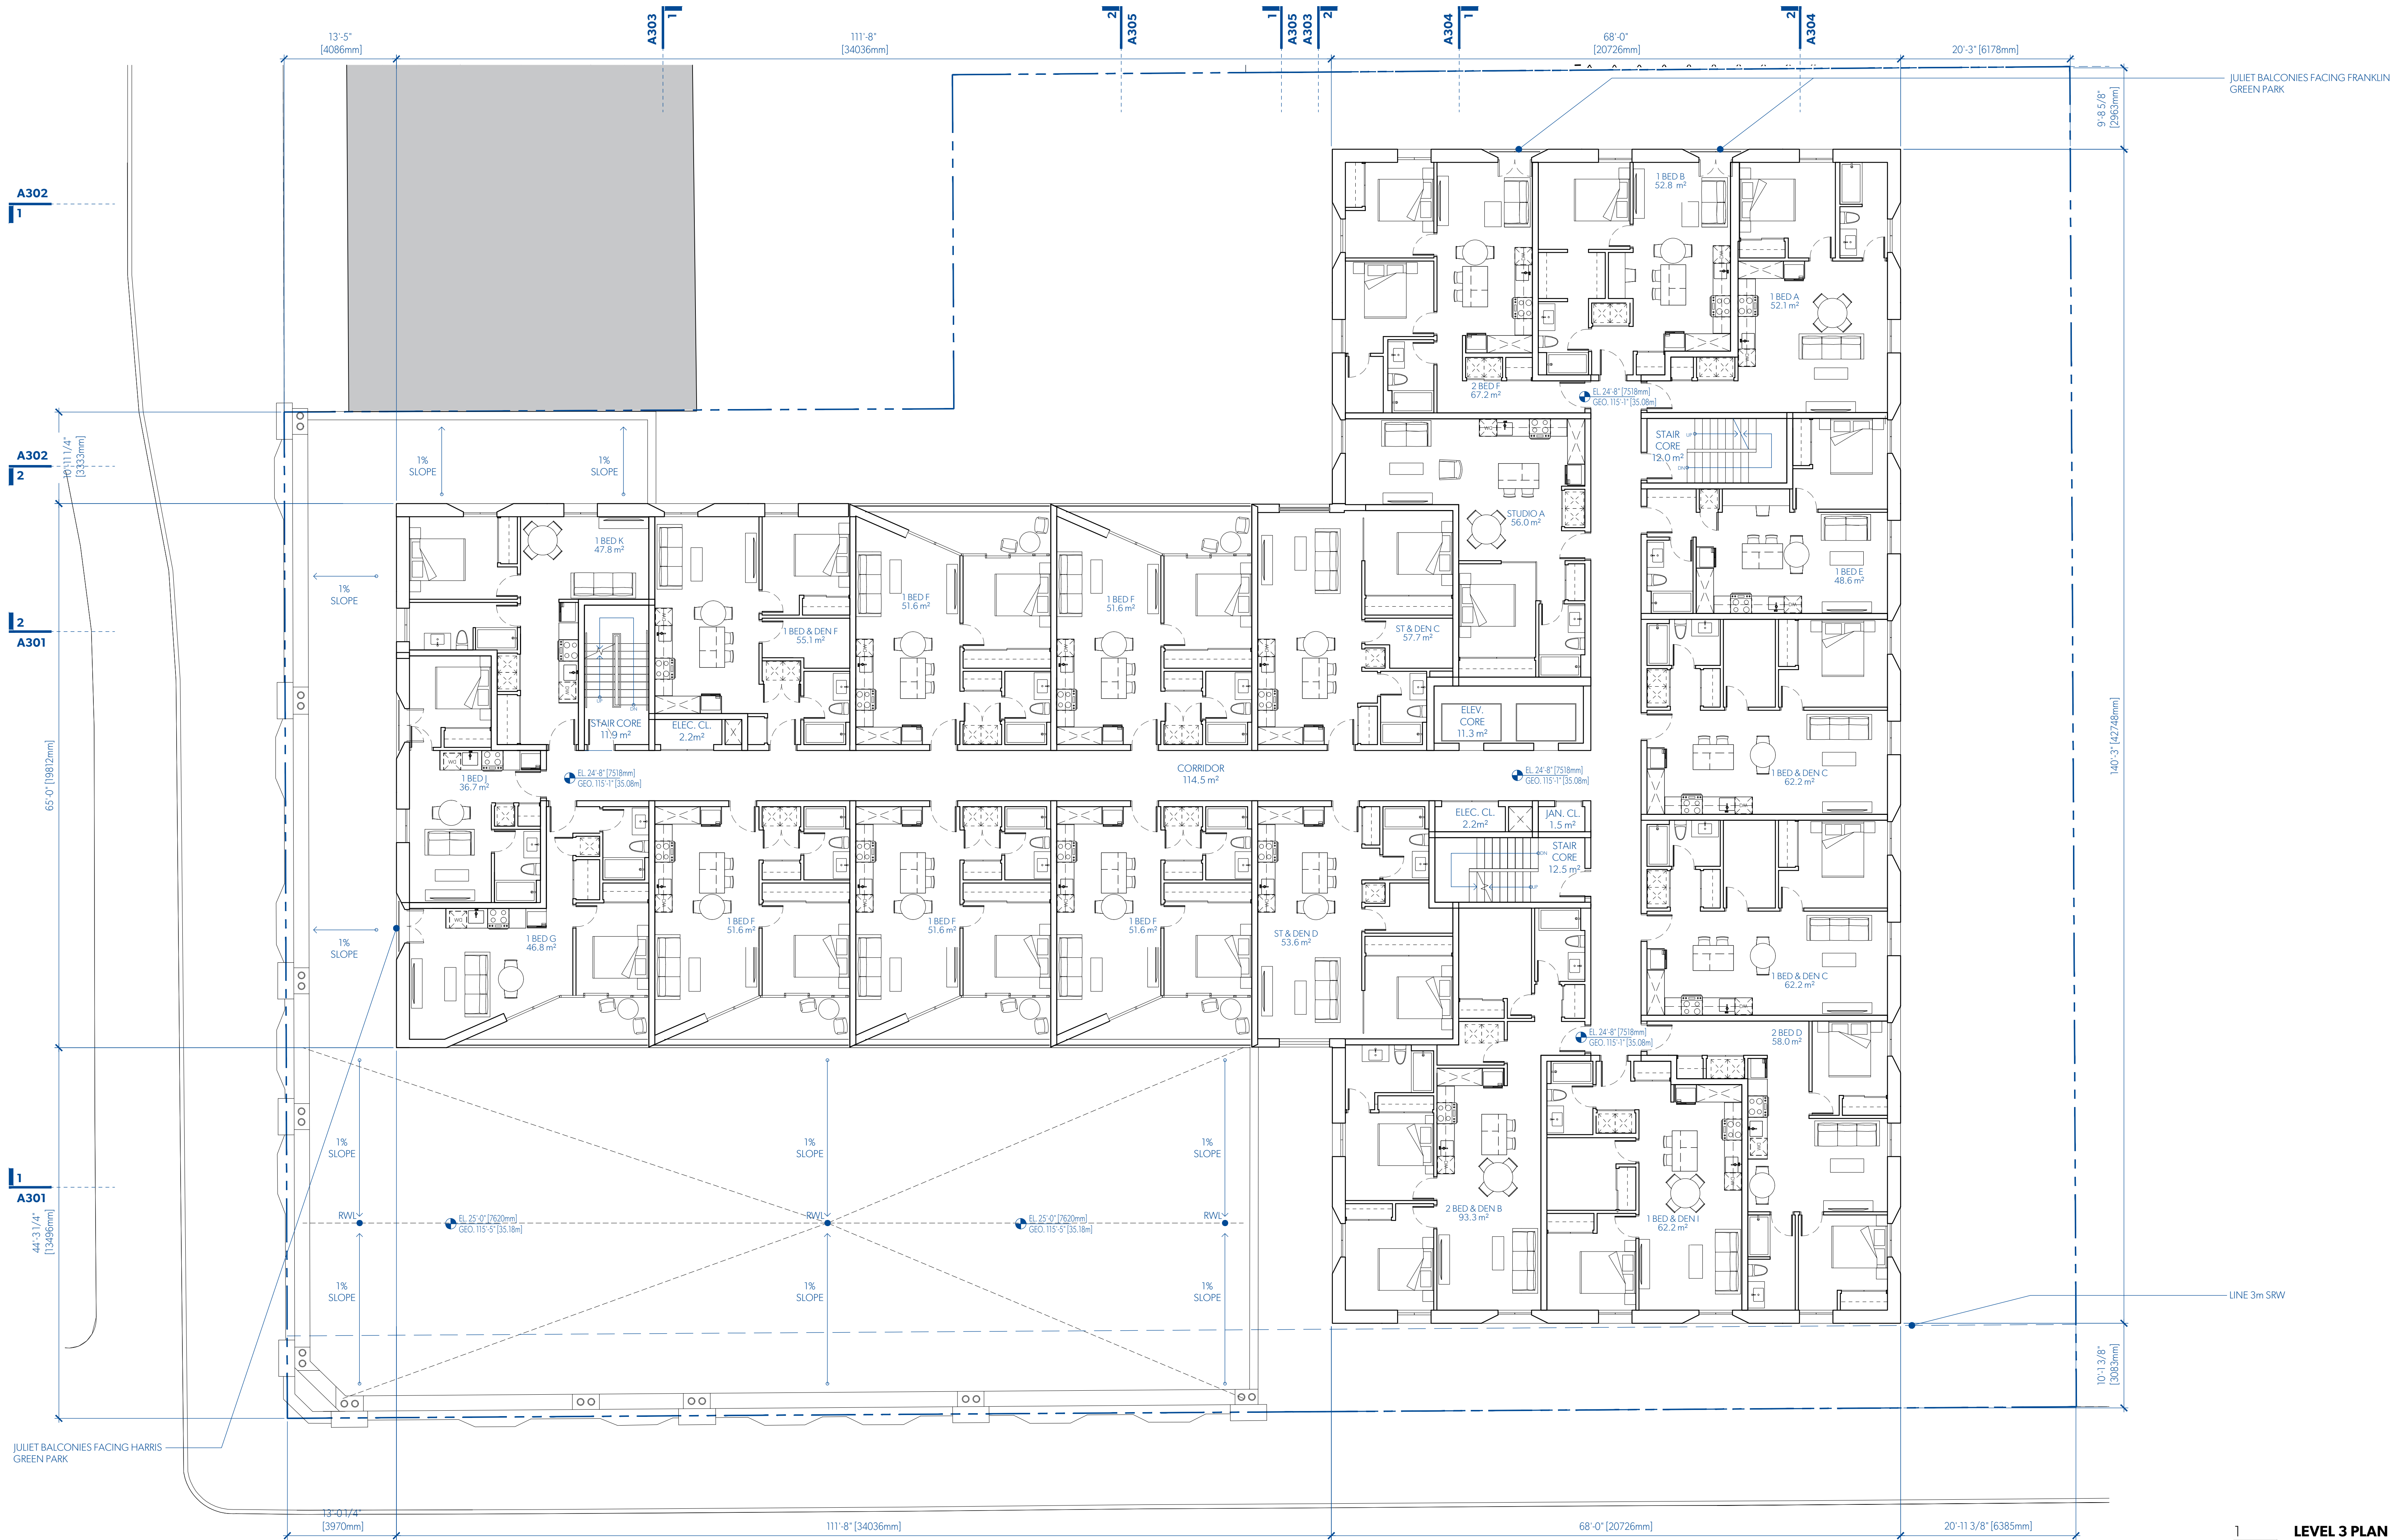 A303
1
2
A305
1
A305
A303
2
A304
1
2
A304
13'-5"
[4086mm]
111'-8"
[34036mm]
68'-0"
[20726mm]
20'-3" [6178mm]
JULIET BALCONIES FACING FRANKLIN
GREEN PARK
9'-8 5/8"
[2963mm]
A302
1
1 BED B
52.8 m²
1 BED A
52.1 m²
2 BED F
67.2 m²
EL. 24'-8" [7518mm]
GEO. 115'-1" [35.08m]
10'-11 1/4"
[3333mm]
A302
2
1%
SLOPE
1%
SLOPE
STAIR
CORE
12.0 m²
UP
DN
STUDIO A
56.0 m²
1 BED K
47.8 m²
1%
SLOPE
1 BED F
51.6 m²
1 BED F
51.6 m²
1 BED E
48.6 m²
2
A301
1 BED & DEN F
55.1 m²
ST & DEN C
57.7 m²
UP
DN
STAIR CORE
11.9 m²
ELEC. CL.
2.2m²
ELEV.
CORE
11.3 m²
140'-3" [42748mm]
65'-0" [19812mm]
1 BED J
36.7 m²
EL. 24'-8" [7518mm]
GEO. 115'-1" [35.08m]
CORRIDOR
114.5 m²
EL. 24'-8" [7518mm]
GEO. 115'-1" [35.08m]
1 BED & DEN C
62.2 m²
ELEC. CL.
2.2m²
JAN. CL.
1.5 m²
STAIR
CORE
12.5 m²
DN
UP
1%
SLOPE
1 BED G
46.8 m²
1 BED F
51.6 m²
1 BED F
51.6 m²
1 BED F
51.6 m²
ST & DEN D
53.6 m²
1 BED & DEN C
62.2 m²
EL. 24'-8" [7518mm]
GEO. 115'-1" [35.08m]
2 BED D
58.0 m²
1%
SLOPE
1%
SLOPE
1%
SLOPE
1
A301
44'-3 1/4"
[13496mm]
RWL
EL. 25'-0" [7620mm]
GEO. 115'-5" [35.18m]
RWL
EL. 25'-0" [7620mm]
GEO. 115'-5" [35.18m]
RWL
2 BED & DEN B
93.3 m²
1 BED & DEN I
62.2 m²
1%
SLOPE
1%
SLOPE
1%
SLOPE
LINE 3m SRW
10'-1 3/8"
[3083mm]
JULIET BALCONIES FACING HARRIS
GREEN PARK
13'-0 1/4"
[3970mm]
111'-8" [34036mm]
68'-0" [20726mm]
20'-11 3/8" [6385mm]
1
LEVEL 3 PLAN